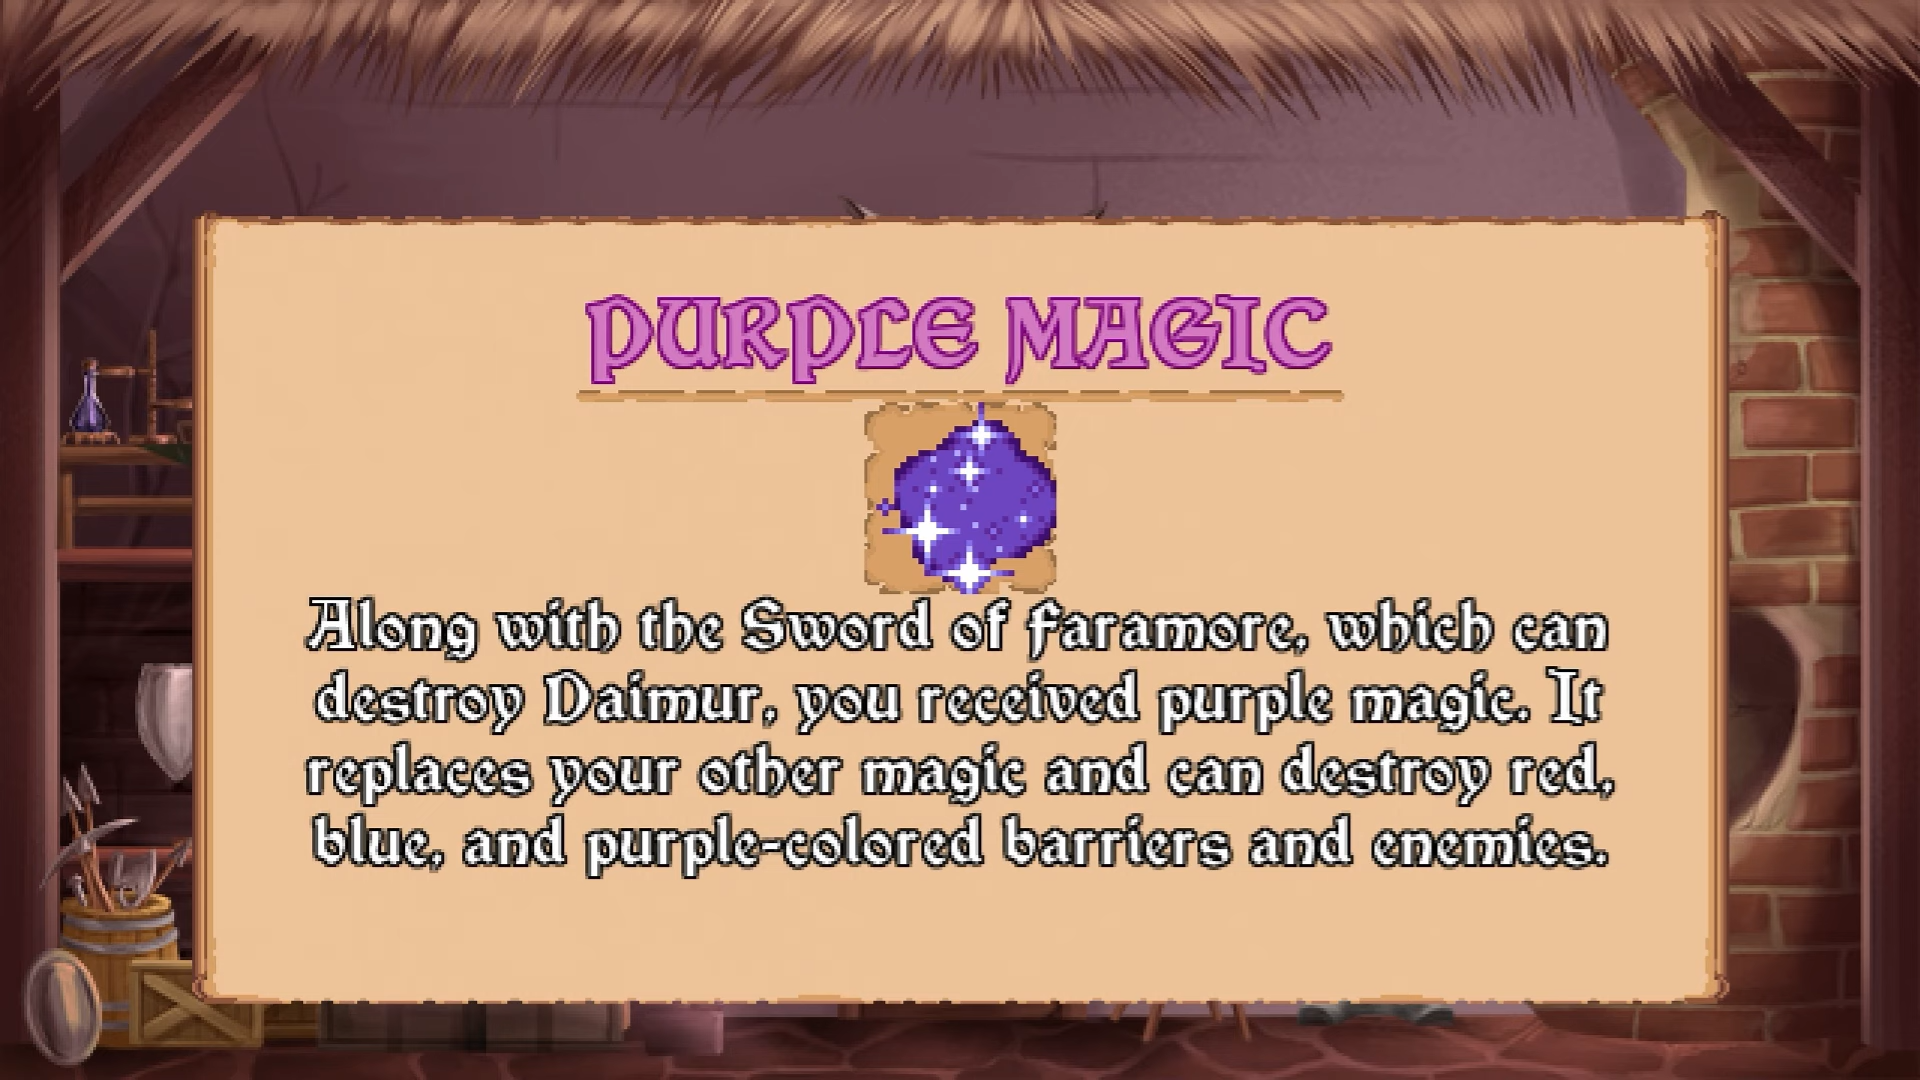 PURPLE MAGIC
Along with the Sword of Faramore, which can
destroy Daimur, you received purple magic. It
replaces your other magic and can destroy red,
blue, and purple-colored barriers and enemies.